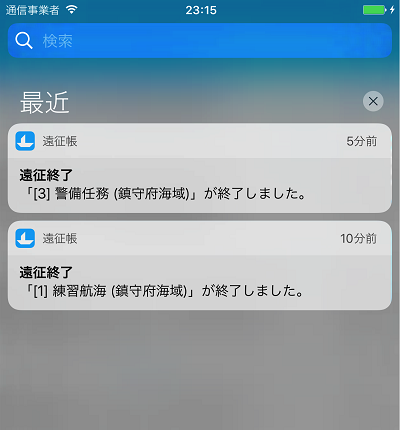 通信事業者 23:15
検索
最近
遠征帳 5分前
遠征終了
「[3] 警備任務 (鎮守府海域)」が終了しました。
遠征帳 10分前
遠征終了
「[1] 練習航海 (鎮守府海域)」が終了しました。